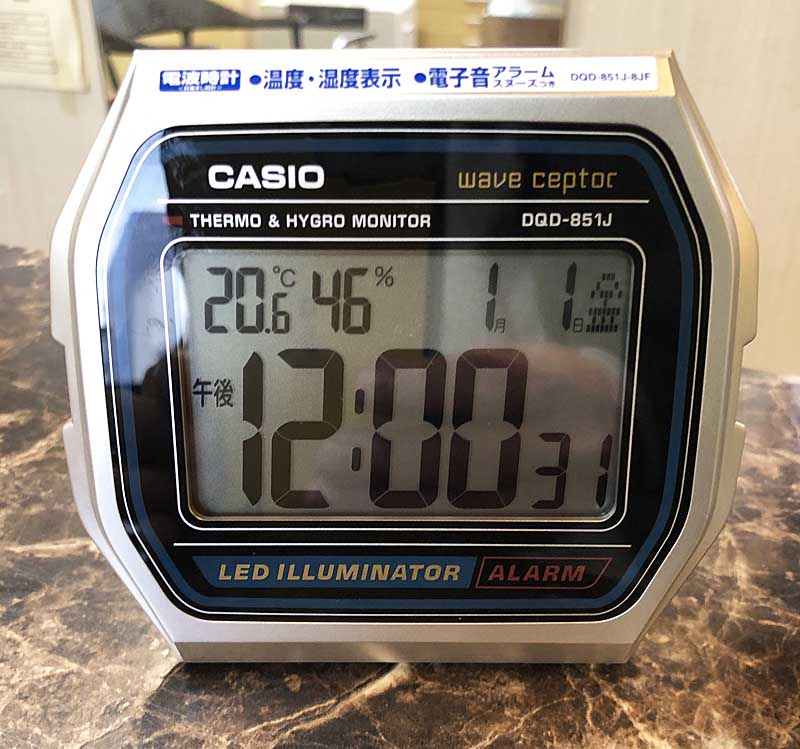 電波時計 •温度・湿度表示 •電子音アラーム スヌーズつき DQD-851J-8JF
CASIO wave ceptor
THERMO & HYGRO MONITOR DQD-851J
20.6℃ 46% 1月 1日 金
午後 12:00 31
LED ILLUMINATOR ALARM